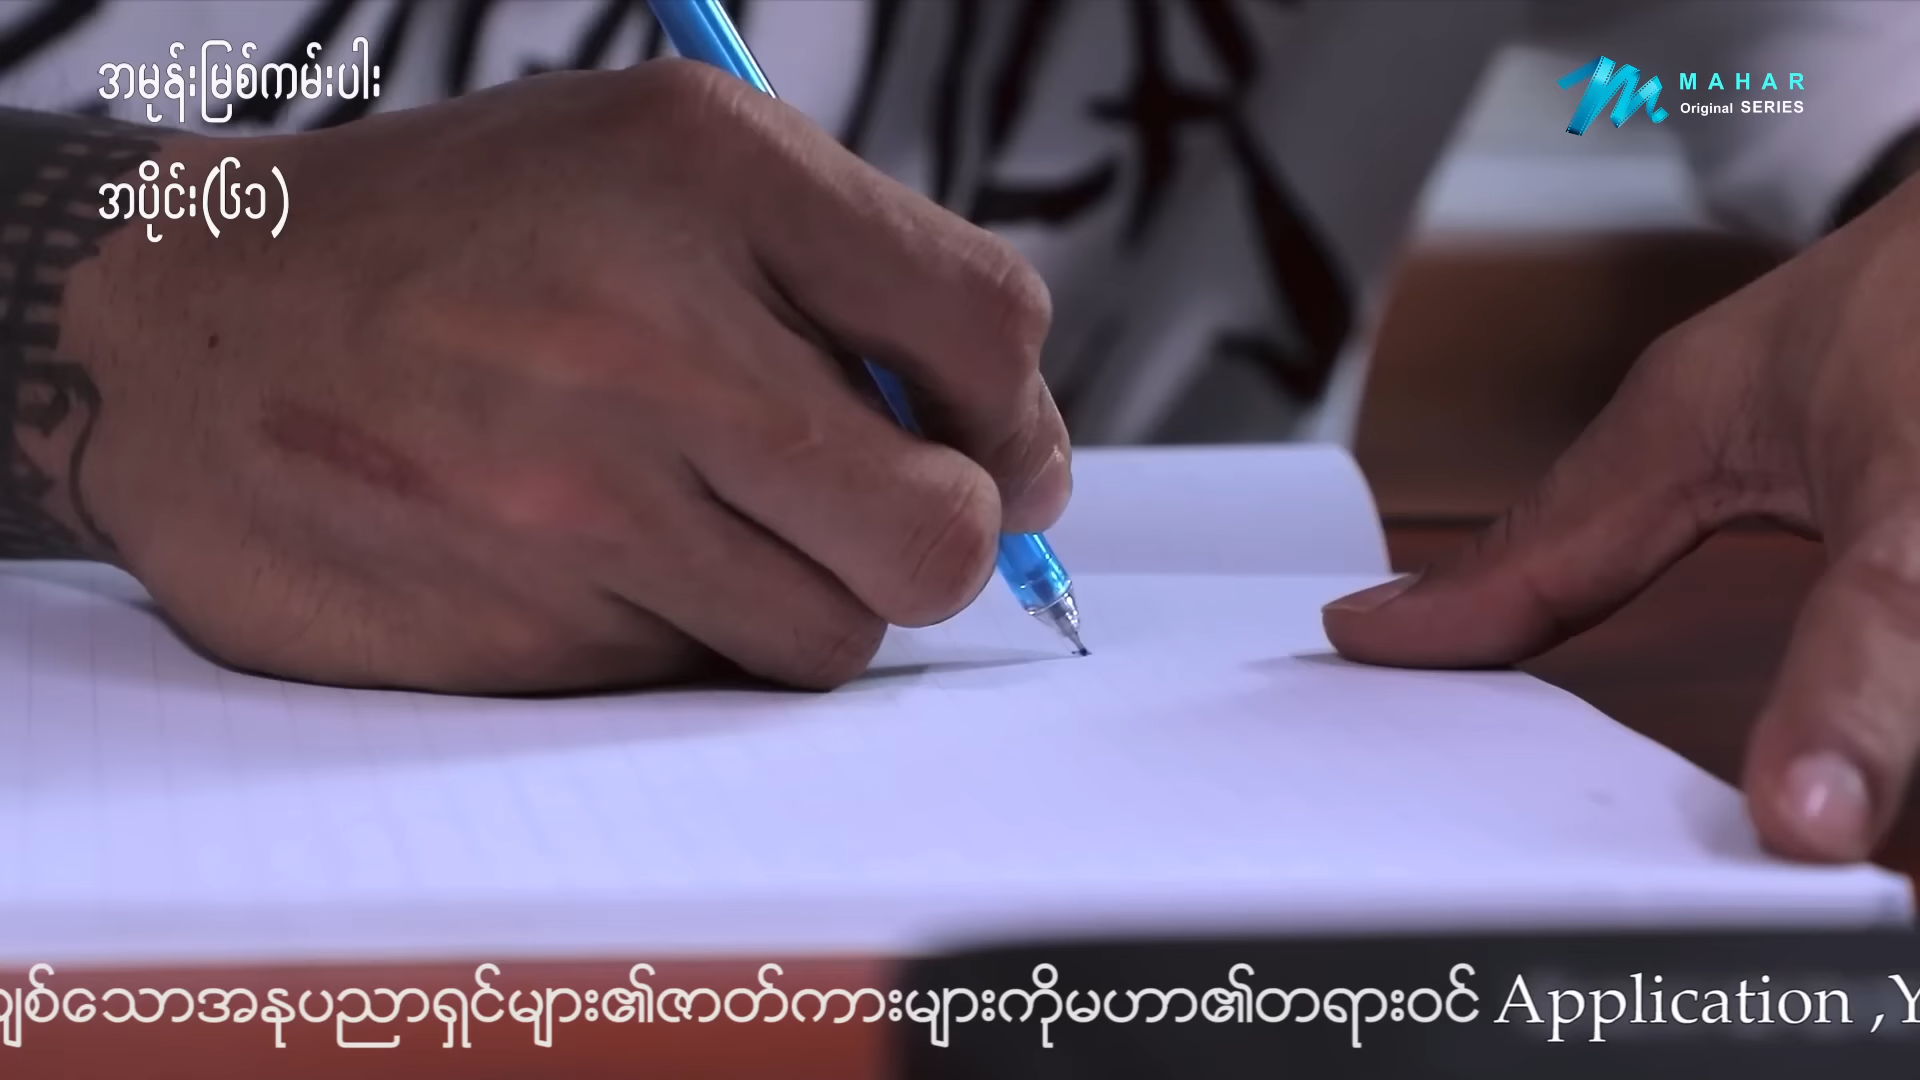 အမုန်းမြစ်ကမ်းပါး
MAHAR
Original SERIES
အပိုင်း(၆၁)
ချစ်သောအနုပညာရှင်များ၏ဇာတ်ကားများကိုမဟာ၏တရားဝင် Application ,Y